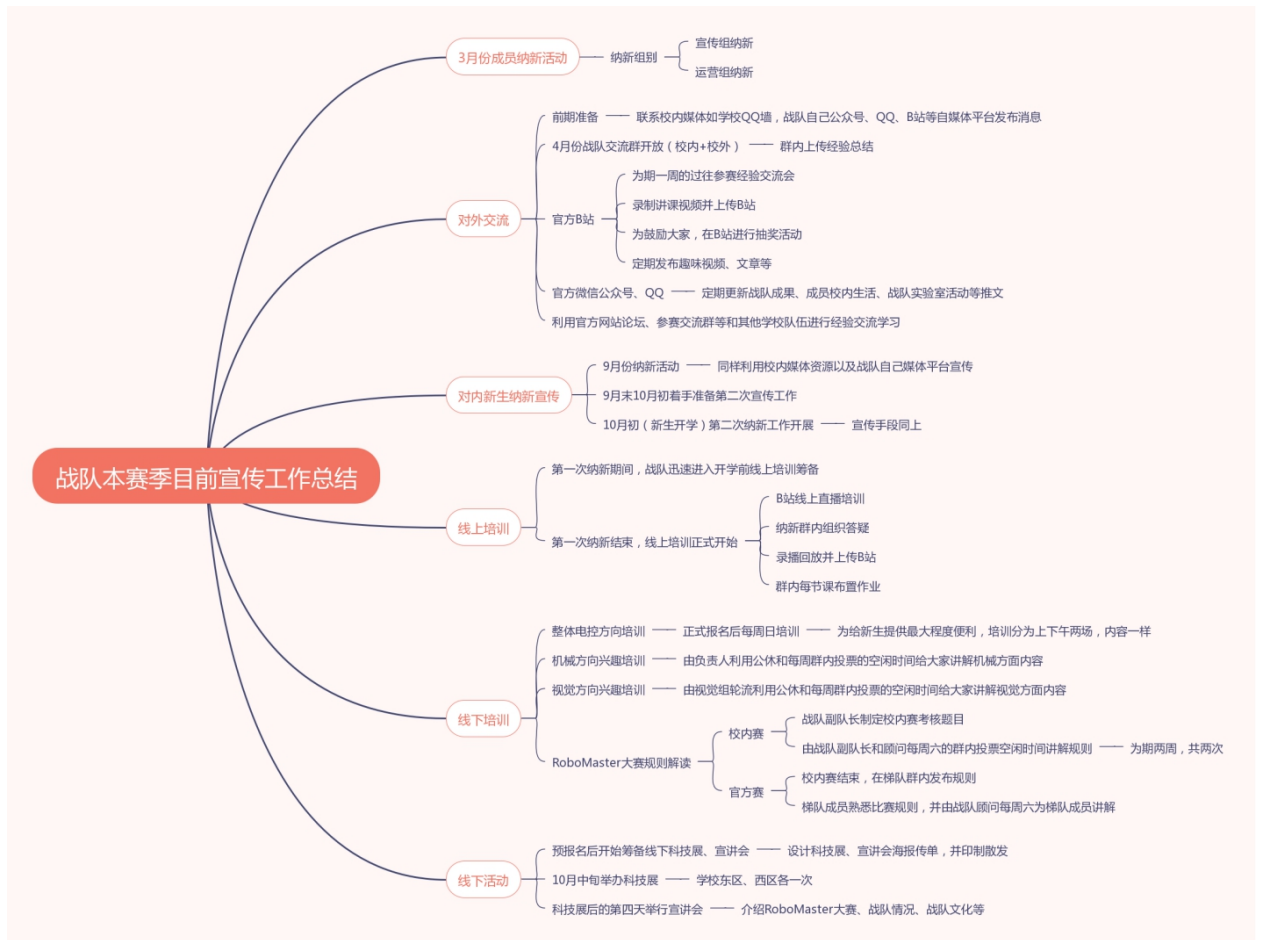 战队本赛季目前宣传工作总结
3月份成员纳新活动
纳新组别
宣传组纳新
运营组纳新
对外交流
前期准备
联系校内媒体如学校QQ墙，战队自己公众号、QQ、B站等自媒体平台发布消息
4月份战队交流群开放（校内+校外）
群内上传经验总结
官方B站
为期一周的过往参赛经验交流会
录制讲课视频并上传B站
为鼓励大家，在B站进行抽奖活动
定期发布趣味视频、文章等
官方微信公众号、QQ
定期更新战队成果、成员校内生活、战队实验室活动等推文
利用官方网站论坛、参赛交流群等和其他学校队伍进行经验交流学习
对内新生纳新宣传
9月份纳新活动
同样利用校内媒体资源以及战队自己媒体平台宣传
9月末10月初着手准备第二次宣传工作
10月初（新生开学）第二次纳新工作开展
宣传手段同上
线上培训
第一次纳新期间，战队迅速进入开学前线上培训筹备
第一次纳新结束，线上培训正式开始
B站线上直播培训
纳新群内组织答疑
录播回放并上传B站
群内每节课布置作业
线下培训
整体电控方向培训
正式报名后每周日培训
为给新生提供最大程度便利，培训分为上下午两场，内容一样
机械方向兴趣培训
由负责人利用公休和每周群内投票的空闲时间给大家讲解机械方面内容
视觉方向兴趣培训
由视觉组轮流利用公休和每周群内投票的空闲时间给大家讲解视觉方面内容
RoboMaster大赛规则解读
校内赛
战队副队长制定校内赛考核题目
由战队副队长和顾问每周六的群内投票空闲时间讲解规则
为期两周，共两次
官方赛
校内赛结束，在梯队群内发布规则
梯队成员熟悉比赛规则，并由战队顾问每周六为梯队成员讲解
线下活动
预报名后开始筹备线下科技展、宣讲会
设计科技展、宣讲会海报传单，并印制散发
10月中旬举办科技展
学校东区、西区各一次
科技展后的第四天举行宣讲会
介绍RoboMaster大赛、战队情况、战队文化等